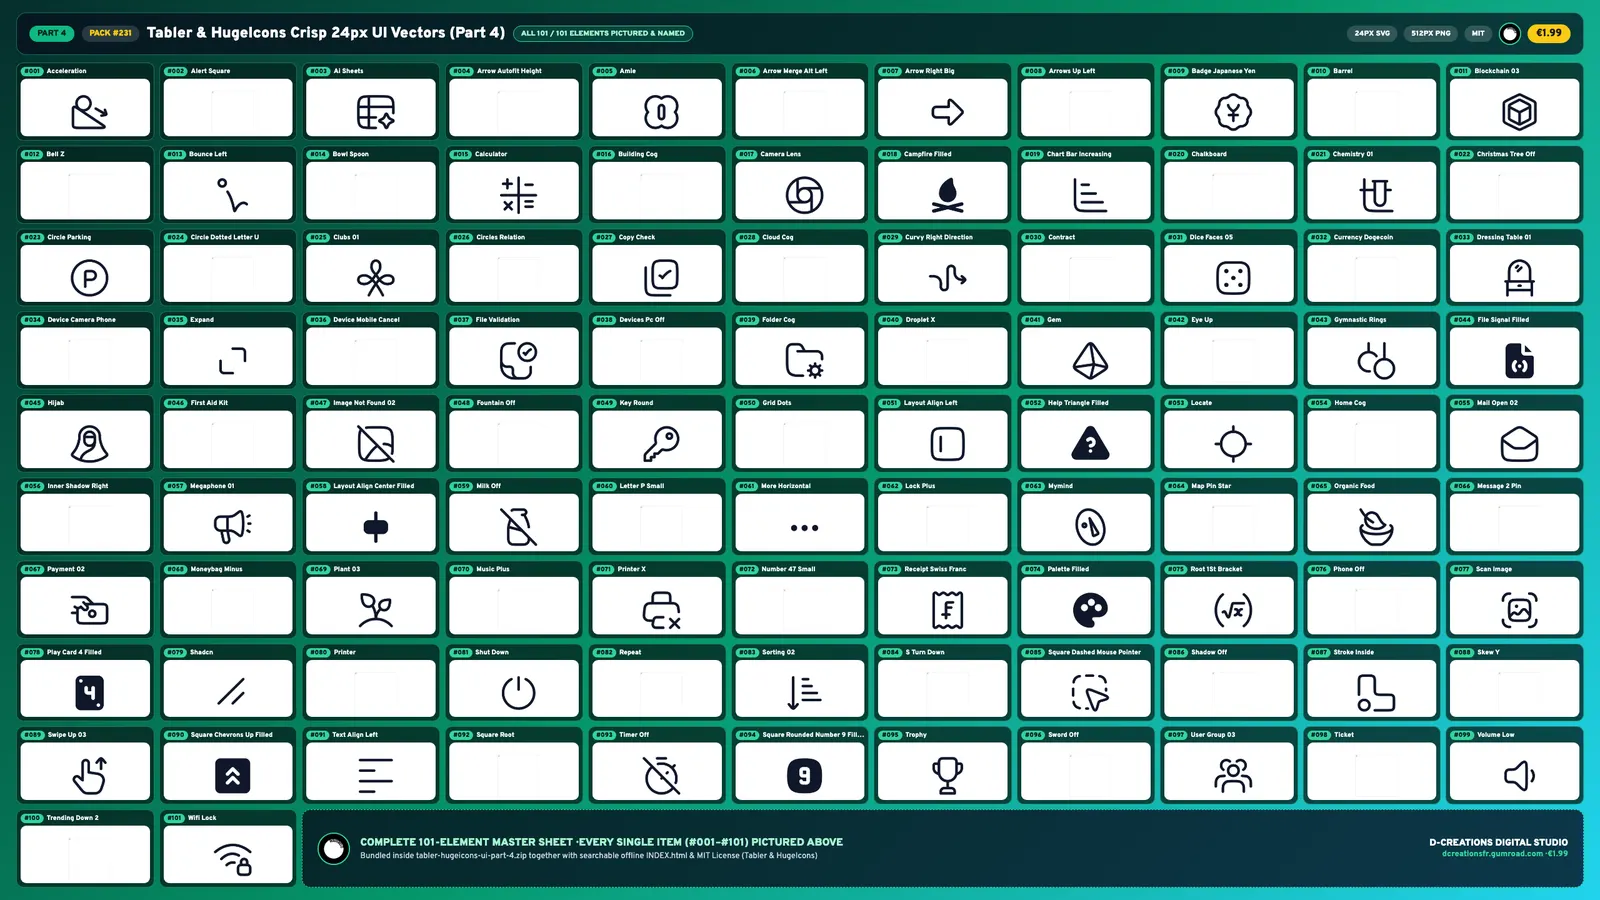 PART 4 PACK #231 Tabler & HugeIcons Crisp 24px UI Vectors (Part 4) ALL 101 / 101 ELEMENTS PICTURED & NAMED 24PX SVG 512PX PNG MIT €1.99
#001 Acceleration #002 Alert Square #003 Ai Sheets #004 Arrow Autofit Height #005 Amie #006 Arrow Merge Alt Left #007 Arrow Right Big #008 Arrows Up Left #009 Badge Japanese Yen #010 Barrel #011 Blockchain 03
#012 Bell Z #013 Bounce Left #014 Bowl Spoon #015 Calculator #016 Building Cog #017 Camera Lens #018 Campfire Filled #019 Chart Bar Increasing #020 Chalkboard #021 Chemistry 01 #022 Christmas Tree Off
#023 Circle Parking #024 Circle Dotted Letter U #025 Clubs 01 #026 Circles Relation #027 Copy Check #028 Cloud Cog #029 Curvy Right Direction #030 Contract #031 Dice Faces 05 #032 Currency Dogecoin #033 Dressing Table 01
P
#034 Device Camera Phone #035 Expand #036 Device Mobile Cancel #037 File Validation #038 Devices Pc Off #039 Folder Cog #040 Droplet X #041 Gem #042 Eye Up #043 Gymnastic Rings #044 File Signal Filled
#045 Hijab #046 First Aid Kit #047 Image Not Found 02 #048 Fountain Off #049 Key Round #050 Grid Dots #051 Layout Align Left #052 Help Triangle Filled #053 Locate #054 Home Cog #055 Mail Open 02
?
#056 Inner Shadow Right #057 Megaphone 01 #058 Layout Align Center Filled #059 Milk Off #060 Letter P Small #061 More Horizontal #062 Lock Plus #063 Mymind #064 Map Pin Star #065 Organic Food #066 Message 2 Pin
#067 Payment 02 #068 Moneybag Minus #069 Plant 03 #070 Music Plus #071 Printer X #072 Number 47 Small #073 Receipt Swiss Franc #074 Palette Filled #075 Root 1St Bracket #076 Phone Off #077 Scan Image
(√x)
#078 Play Card 4 Filled #079 Shadcn #080 Printer #081 Shut Down #082 Repeat #083 Sorting 02 #084 S Turn Down #085 Square Dashed Mouse Pointer #086 Shadow Off #087 Stroke Inside #088 Skew Y
4
#089 Swipe Up 03 #090 Square Chevrons Up Filled #091 Text Align Left #092 Square Root #093 Timer Off #094 Square Rounded Number 9 Fill... #095 Trophy #096 Sword Off #097 User Group 03 #098 Ticket #099 Volume Low
9
#100 Trending Down 2 #101 Wifi Lock
COMPLETE 101-ELEMENT MASTER SHEET · EVERY SINGLE ITEM (#001–#101) PICTURED ABOVE
Bundled inside tabler-hugeicons-ui-part-4.zip together with searchable offline INDEX.html & MIT License (Tabler & HugeIcons)
D-CREATIONS DIGITAL STUDIO
dcreationsfr.gumroad.com · €1.99